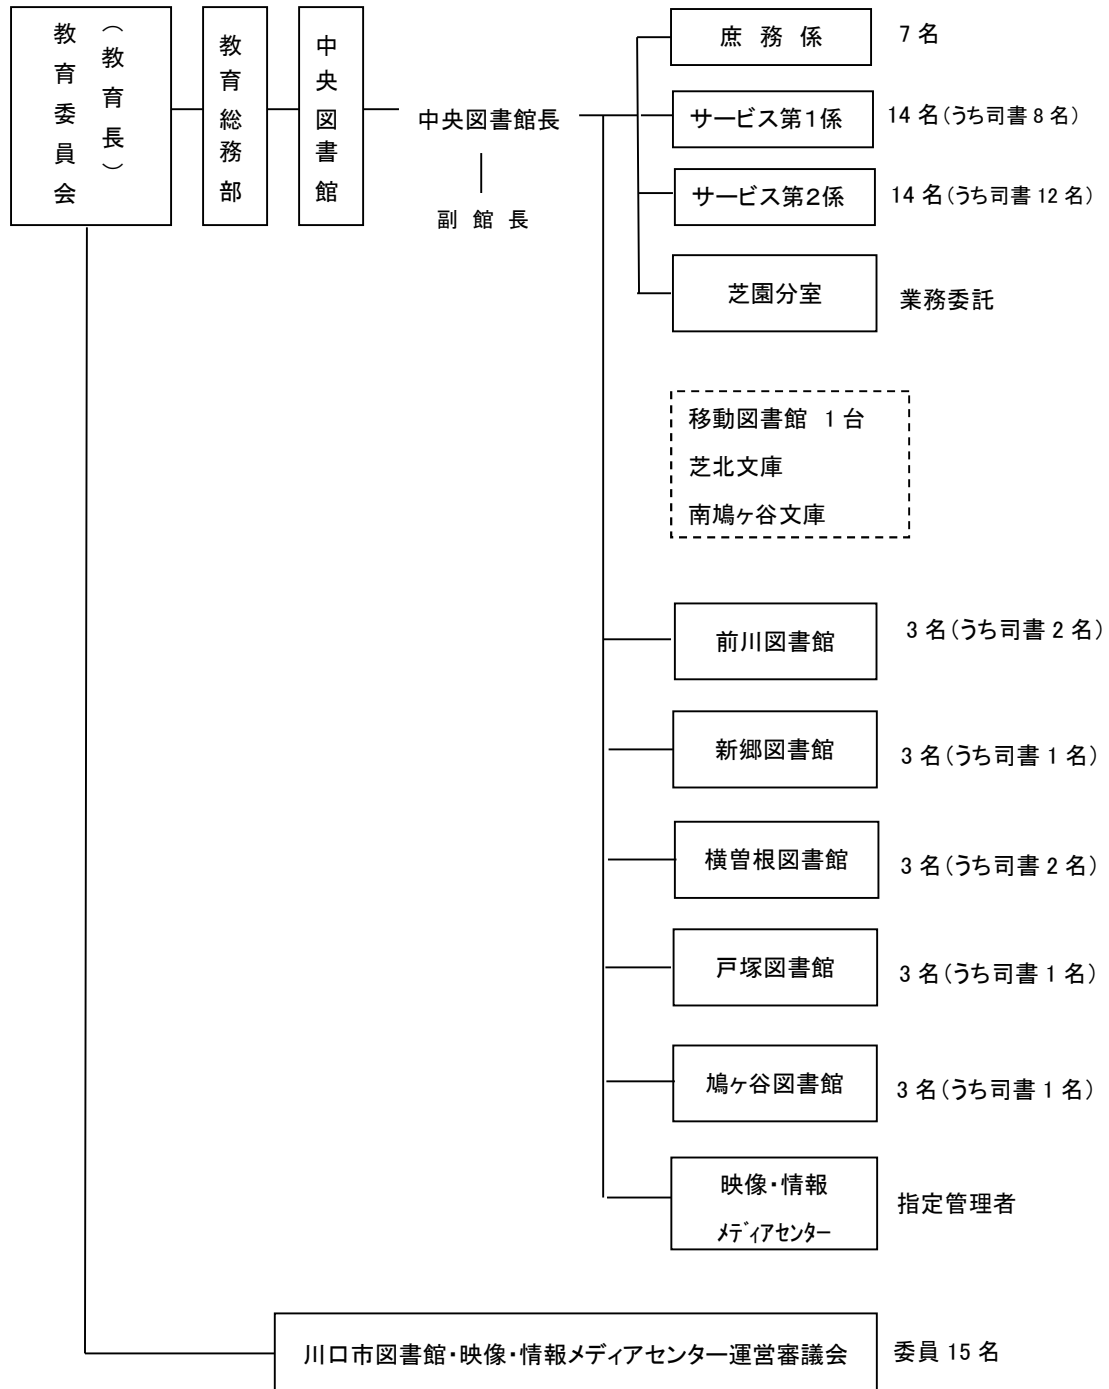 教育委員会
（教育長）
教育総務部
中央図書館
中央図書館長
副 館 長
庶 務 係 7 名
サービス第１係 14 名（うち司書 8 名）
サービス第２係 14 名（うち司書 12 名）
芝園分室 業務委託
移動図書館 1 台
芝北文庫
南鳩ヶ谷文庫
前川図書館 3 名（うち司書 2 名）
新郷図書館 3 名（うち司書 1 名）
横曽根図書館 3 名（うち司書 2 名）
戸塚図書館 3 名（うち司書 1 名）
鳩ヶ谷図書館 3 名（うち司書 1 名）
映像・情報
ﾒﾃﾞｨｱｾﾝﾀｰ
指定管理者
川口市図書館・映像・情報メディアセンター運営審議会 委員 15 名